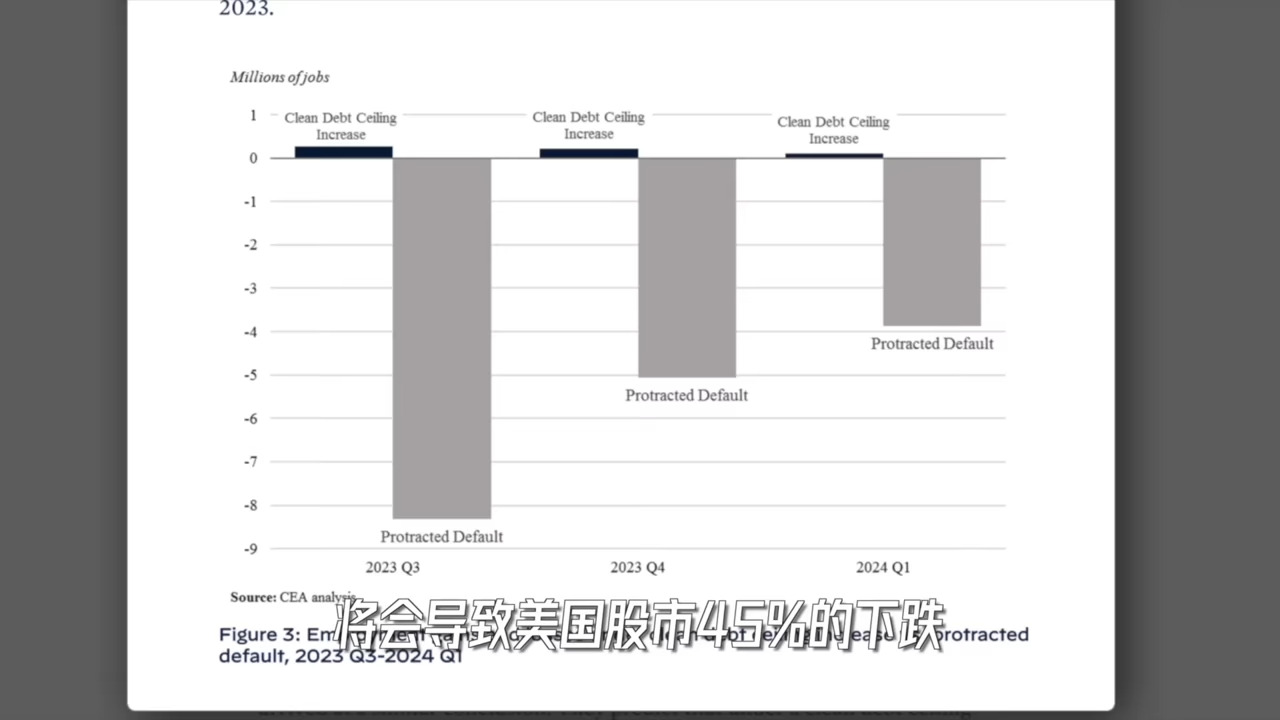 2023.
Millions of jobs
1
Clean Debt Ceiling
Increase
Clean Debt Ceiling
Increase
Clean Debt Ceiling
Increase
0
-1
-2
-3
-4
Protracted Default
-5
Protracted Default
-6
-7
-8
Protracted Default
-9
2023 Q3
2023 Q4
2024 Q1
Source: CEA analysis
将会导致美国股市45%的下跌
Figure 3: protracted
default, 2023 Q3-2024 Q1